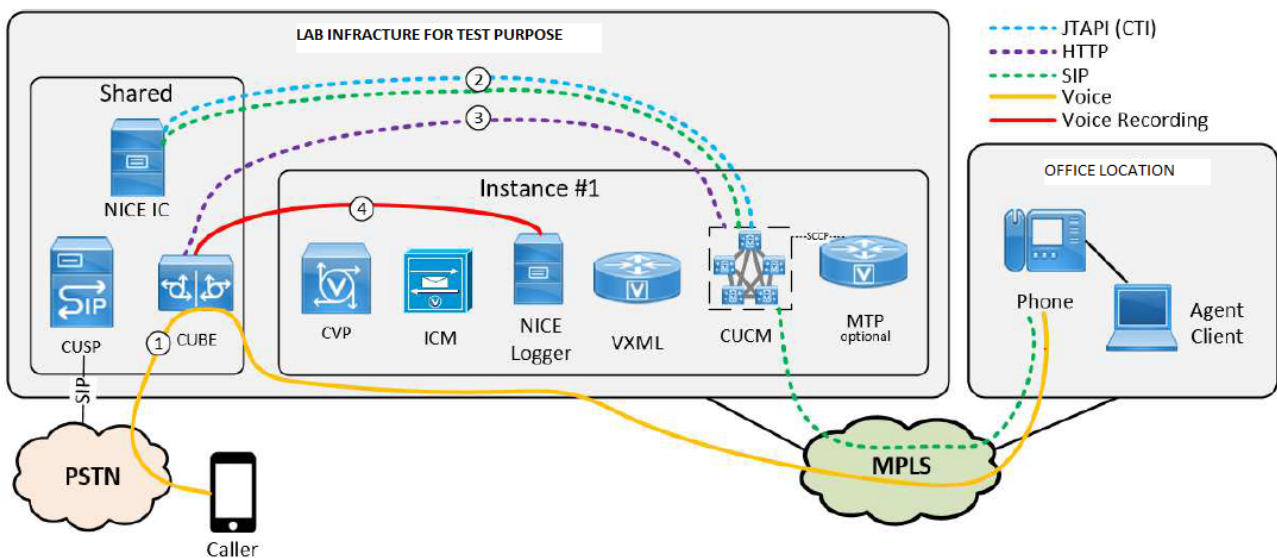 LAB INFRACTURE FOR TEST PURPOSE
JTAPI (CTI)
HTTP
SIP
Voice
Voice Recording
Shared
NICE IC
2
3
4
Instance #1
OFFICE LOCATION
SIP
CUSP
CUBE
1
V
CVP
V
ICM
NICE
Logger
V
VXML
CUCM
SCCP
V
MTP
optional
Phone
Agent
Client
SIP
PSTN
Caller
MPLS